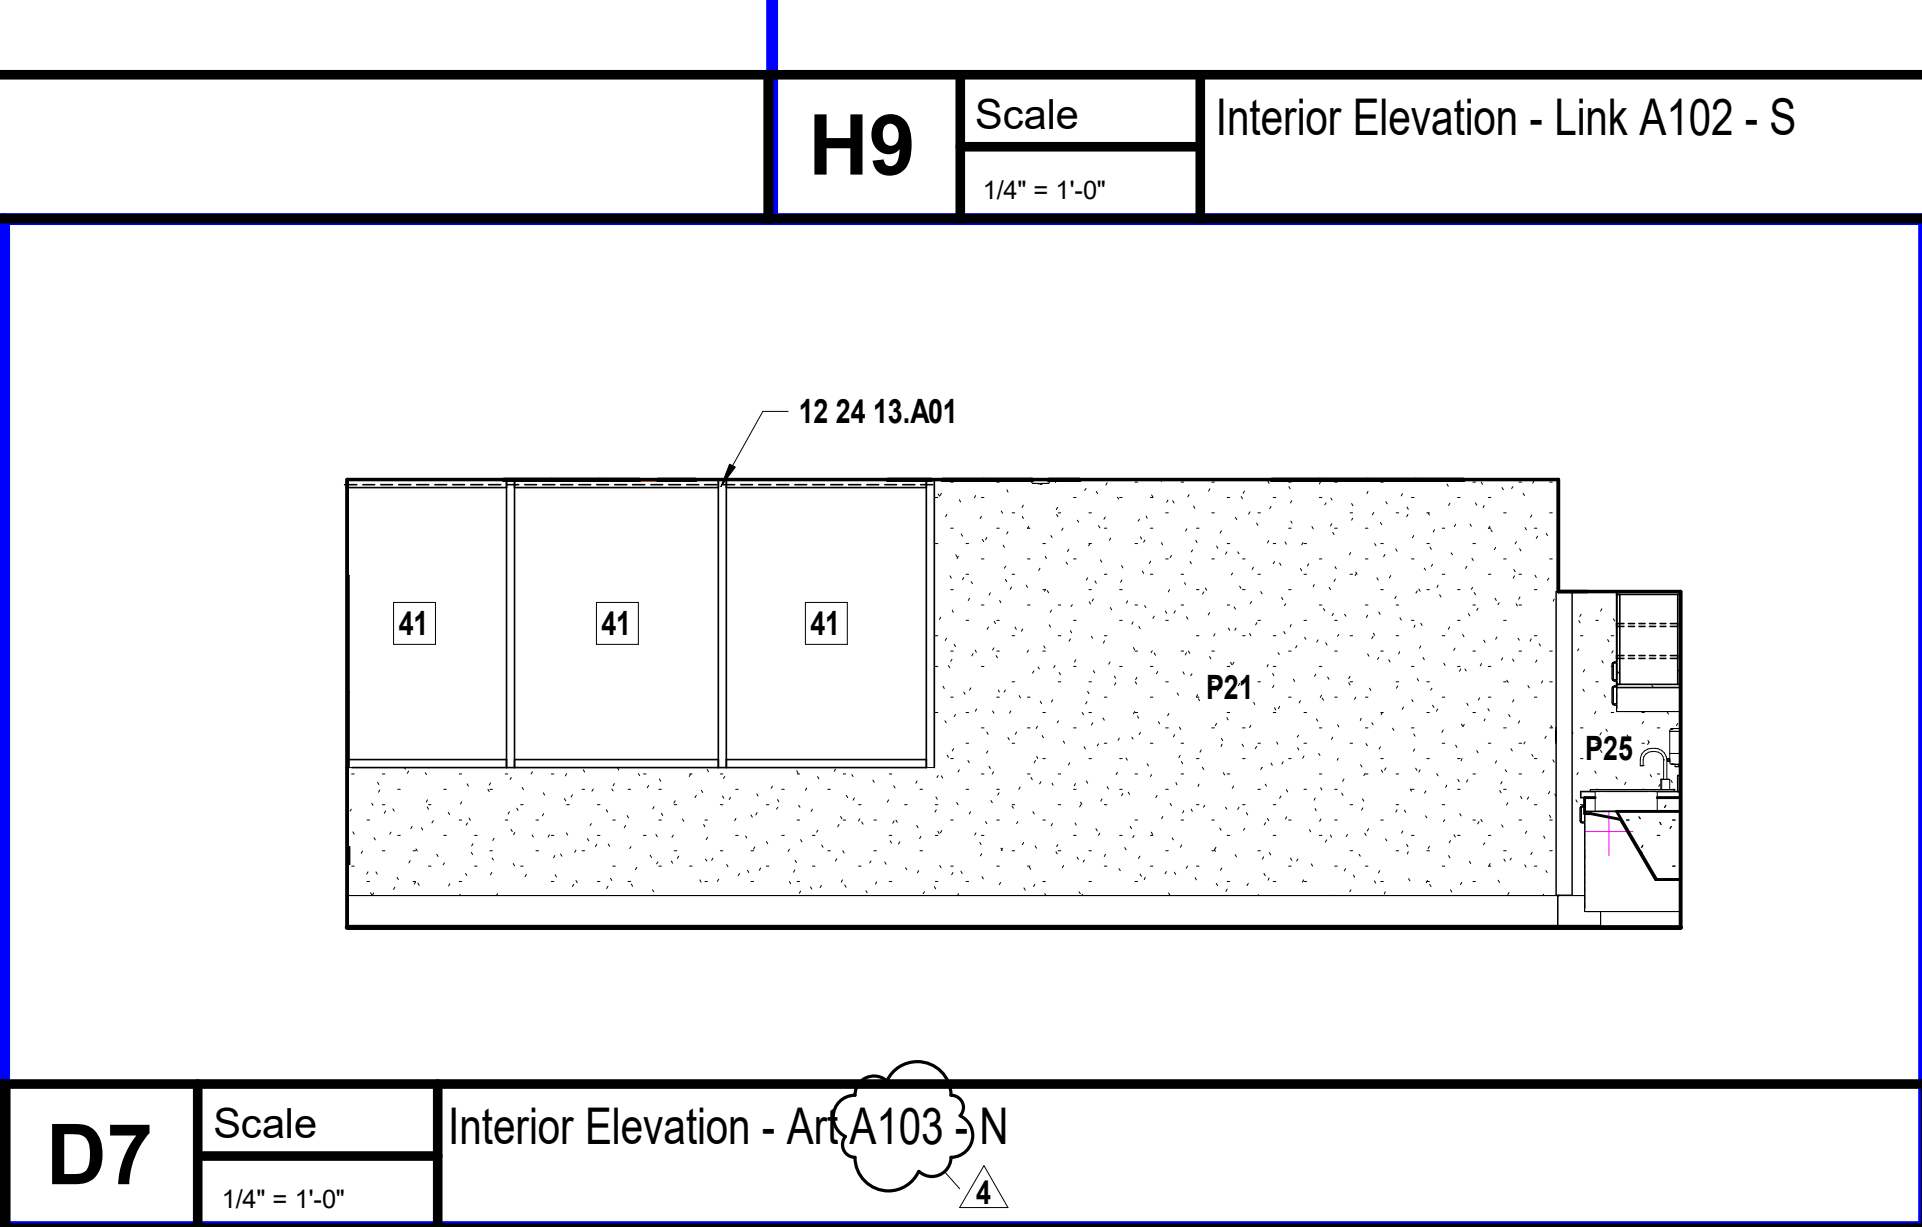 H9
Scale
1/4" = 1'-0"
Interior Elevation - Link A102 - S
12 24 13.A01
41
41
41
P21
P25
D7
Scale
1/4" = 1'-0"
Interior Elevation - Art A103 - N
4